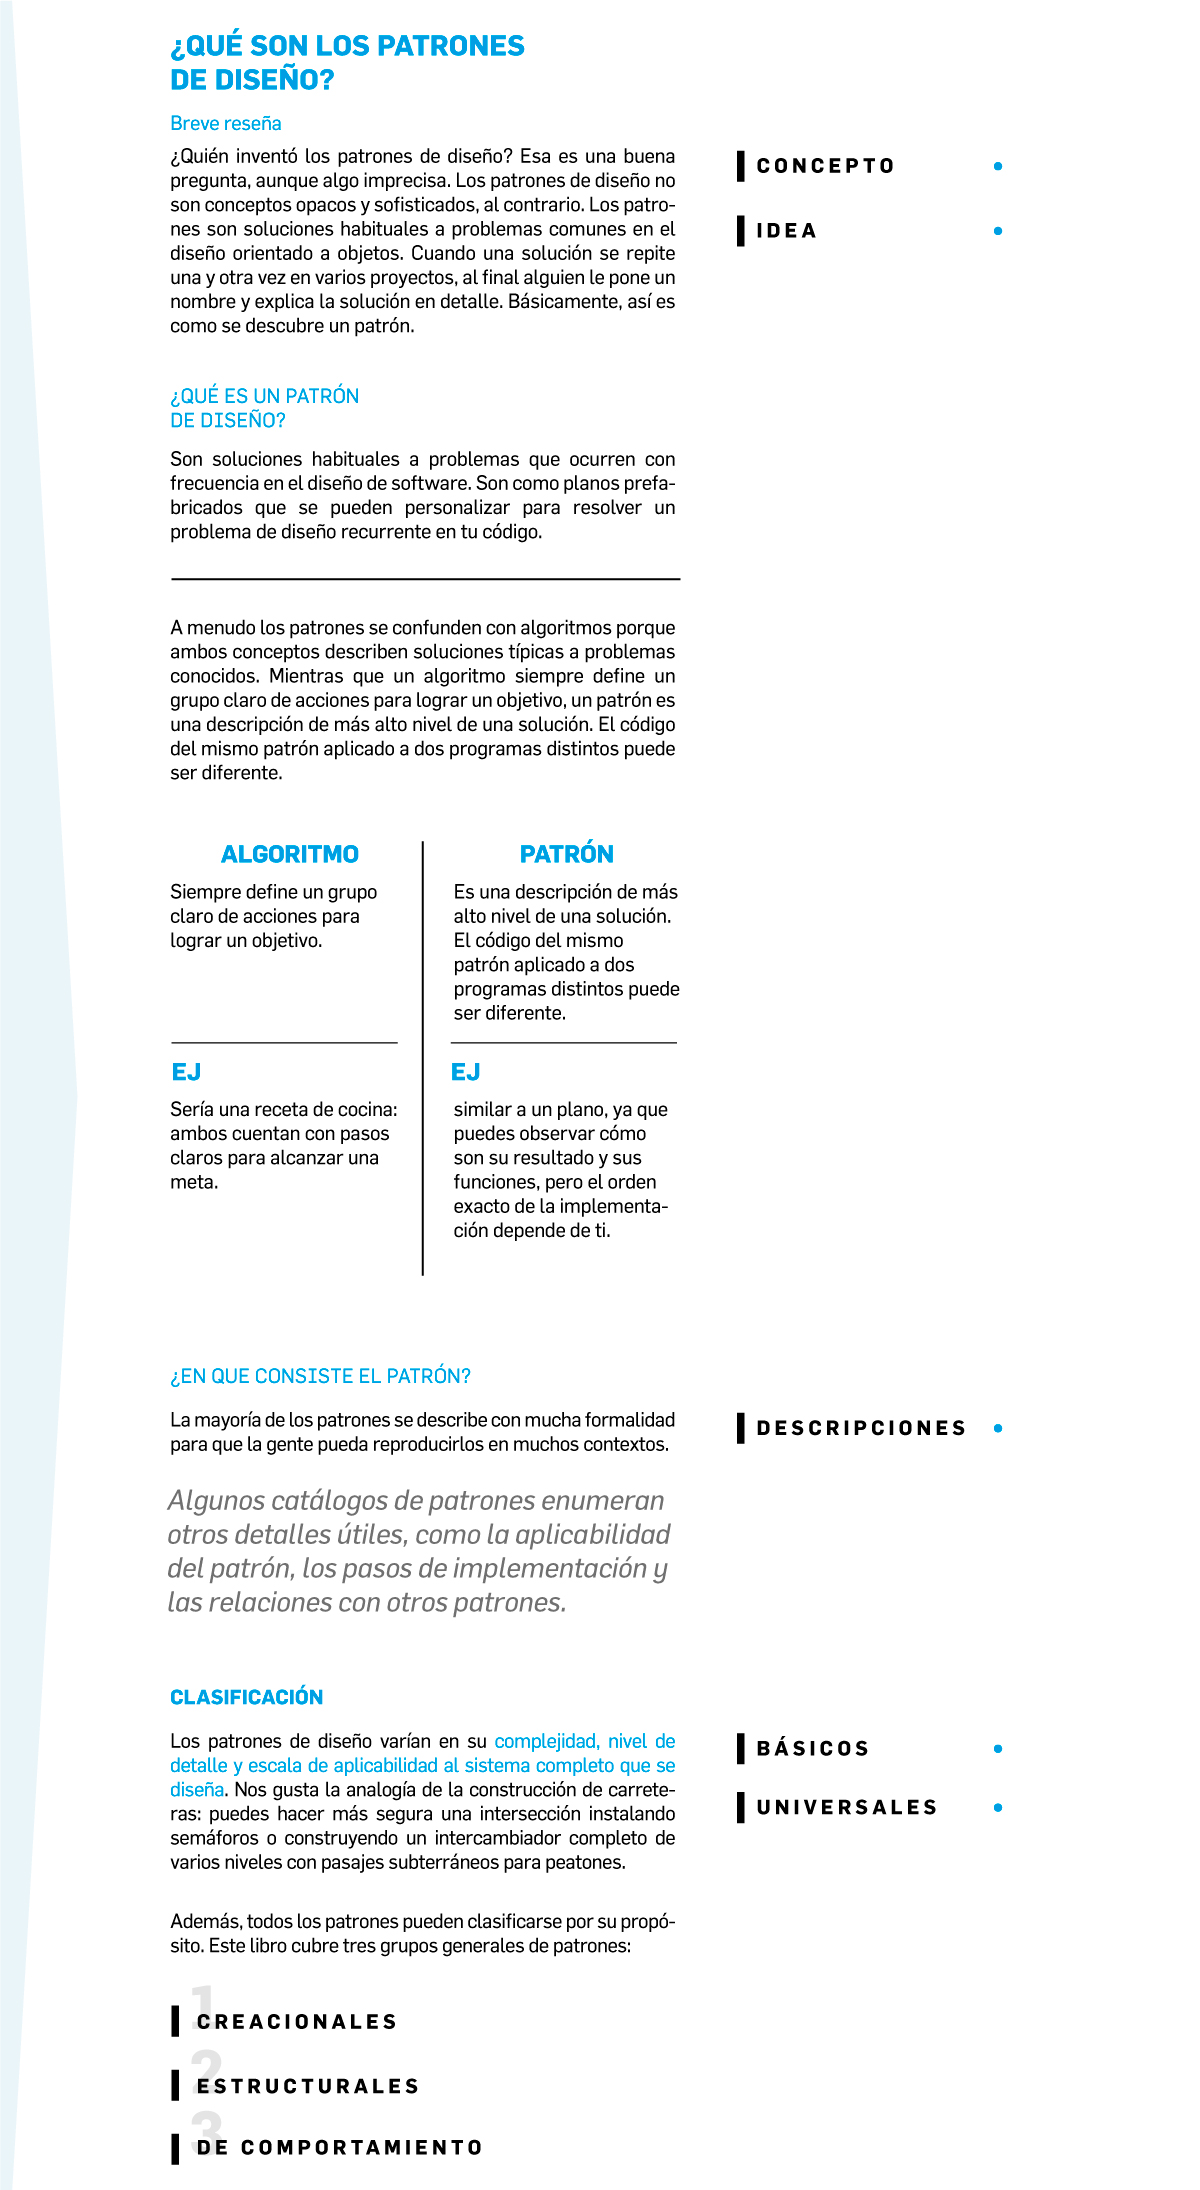 ¿QUÉ SON LOS PATRONES
DE DISEÑO?
Breve reseña
¿Quién inventó los patrones de diseño? Esa es una buena
pregunta, aunque algo imprecisa. Los patrones de diseño no
son conceptos opacos y sofisticados, al contrario. Los patro-
nes son soluciones habituales a problemas comunes en el
diseño orientado a objetos. Cuando una solución se repite
una y otra vez en varios proyectos, al final alguien le pone un
nombre y explica la solución en detalle. Básicamente, así es
como se descubre un patrón.
CONCEPTO
IDEA
¿QUÉ ES UN PATRÓN
DE DISEÑO?
Son soluciones habituales a problemas que ocurren con
frecuencia en el diseño de software. Son como planos prefa-
bricados que se pueden personalizar para resolver un
problema de diseño recurrente en tu código.
A menudo los patrones se confunden con algoritmos porque
ambos conceptos describen soluciones típicas a problemas
conocidos. Mientras que un algoritmo siempre define un
grupo claro de acciones para lograr un objetivo, un patrón es
una descripción de más alto nivel de una solución. El código
del mismo patrón aplicado a dos programas distintos puede
ser diferente.
ALGORITMO
Siempre define un grupo
claro de acciones para
lograr un objetivo.
EJ
Sería una receta de cocina:
ambos cuentan con pasos
claros para alcanzar una
meta.
PATRÓN
Es una descripción de más
alto nivel de una solución.
El código del mismo
patrón aplicado a dos
programas distintos puede
ser diferente.
EJ
similar a un plano, ya que
puedes observar cómo
son su resultado y sus
funciones, pero el orden
exacto de la implementa-
ción depende de ti.
¿EN QUE CONSISTE EL PATRÓN?
La mayoría de los patrones se describe con mucha formalidad
para que la gente pueda reproducirlos en muchos contextos.
DESCRIPCIONES
Algunos catálogos de patrones enumeran
otros detalles útiles, como la aplicabilidad
del patrón, los pasos de implementación y
las relaciones con otros patrones.
CLASIFICACIÓN
Los patrones de diseño varían en su complejidad, nivel de
detalle y escala de aplicabilidad al sistema completo que se
diseña. Nos gusta la analogía de la construcción de carrete-
ras: puedes hacer más segura una intersección instalando
semáforos o construyendo un intercambiador completo de
varios niveles con pasajes subterráneos para peatones.
BÁSICOS
UNIVERSALES
Además, todos los patrones pueden clasificarse por su propó-
sito. Este libro cubre tres grupos generales de patrones:
1
CREACIONALES
2
ESTRUCTURALES
3
DE COMPORTAMIENTO